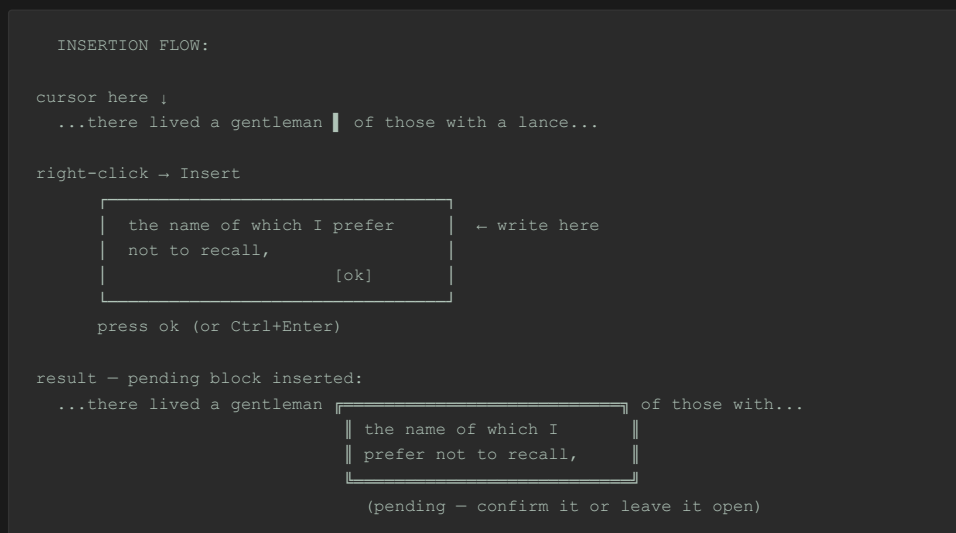 INSERTION FLOW:
cursor here ↓
...there lived a gentleman ▌ of those with a lance...
right-click → Insert
the name of which I prefer ← write here
not to recall,
[ok]
press ok (or Ctrl+Enter)
result — pending block inserted:
...there lived a gentleman of those with...
the name of which I
prefer not to recall,
(pending — confirm it or leave it open)